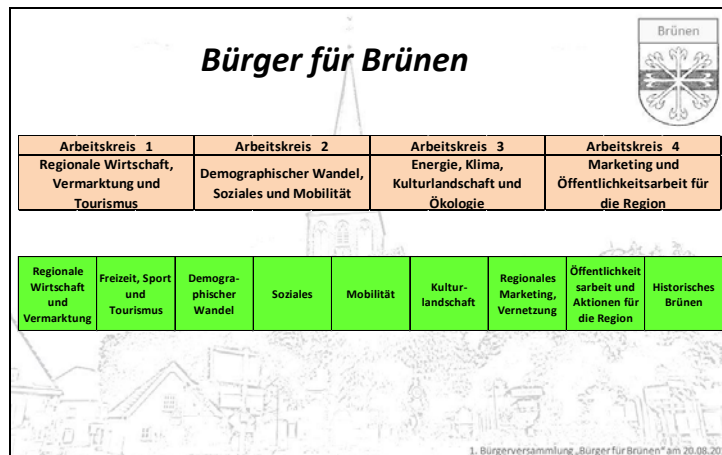 Brünen
Bürger für Brünen
Arbeitskreis 1
Regionale Wirtschaft,
Vermarktung und
Tourismus
Arbeitskreis 2
Demographischer Wandel,
Soziales und Mobilität
Arbeitskreis 3
Energie, Klima,
Kulturlandschaft und
Ökologie
Arbeitskreis 4
Marketing und
Öffentlichkeitsarbeit für
die Region
Regionale
Wirtschaft
und
Vermarktung
Freizeit, Sport
und
Tourismus
Demogra-
phischer
Wandel
Soziales
Mobilität
Kultur-
landschaft
Regionales
Marketing,
Vernetzung
Öffentlichkeit
sarbeit und
Aktionen für
die Region
Historisches
Brünen
1. Bürgerversammlung „Bürger für Brünen" am 20.08.20